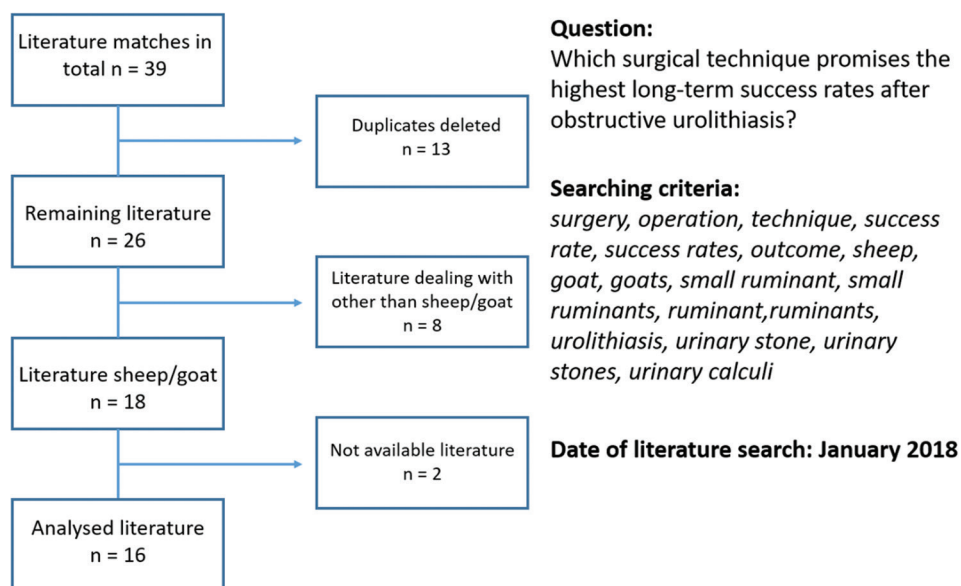 Literature matches in
total n = 39
Duplicates deleted
n = 13
Remaining literature
n = 26
Literature dealing with
other than sheep/goat
n = 8
Literature sheep/goat
n = 18
Not available literature
n = 2
Analysed literature
n = 16
Question:
Which surgical technique promises the
highest long-term success rates after
obstructive urolithiasis?
Searching criteria:
surgery, operation, technique, success
rate, success rates, outcome, sheep,
goat, goats, small ruminant, small
ruminants, ruminant,ruminants,
urolithiasis, urinary stone, urinary
stones, urinary calculi
Date of literature search: January 2018